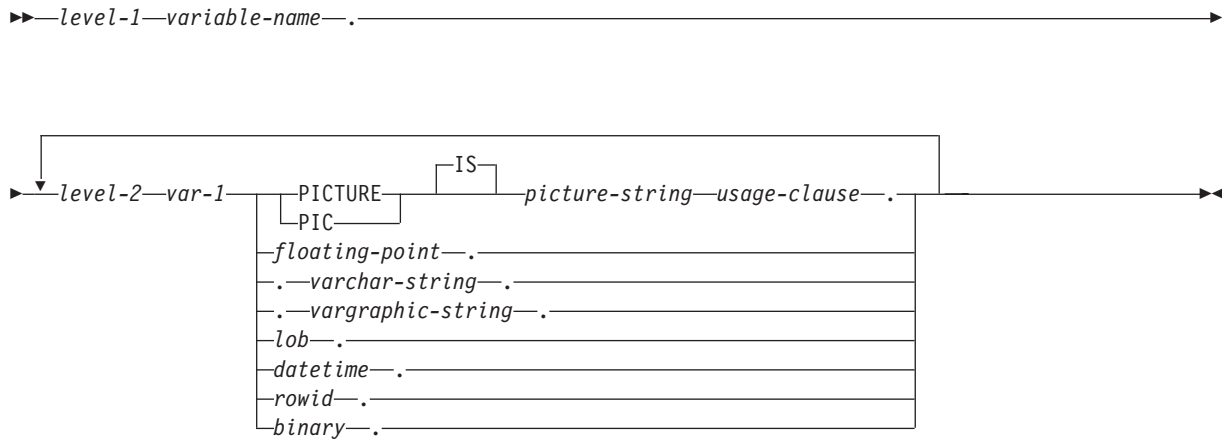 level-1 variable-name .
IS
level-2 var-1 PICTURE picture-string usage-clause .
PIC
floating-point .
. varchar-string .
. vargraphic-string .
lob .
datetime .
rowid .
binary .